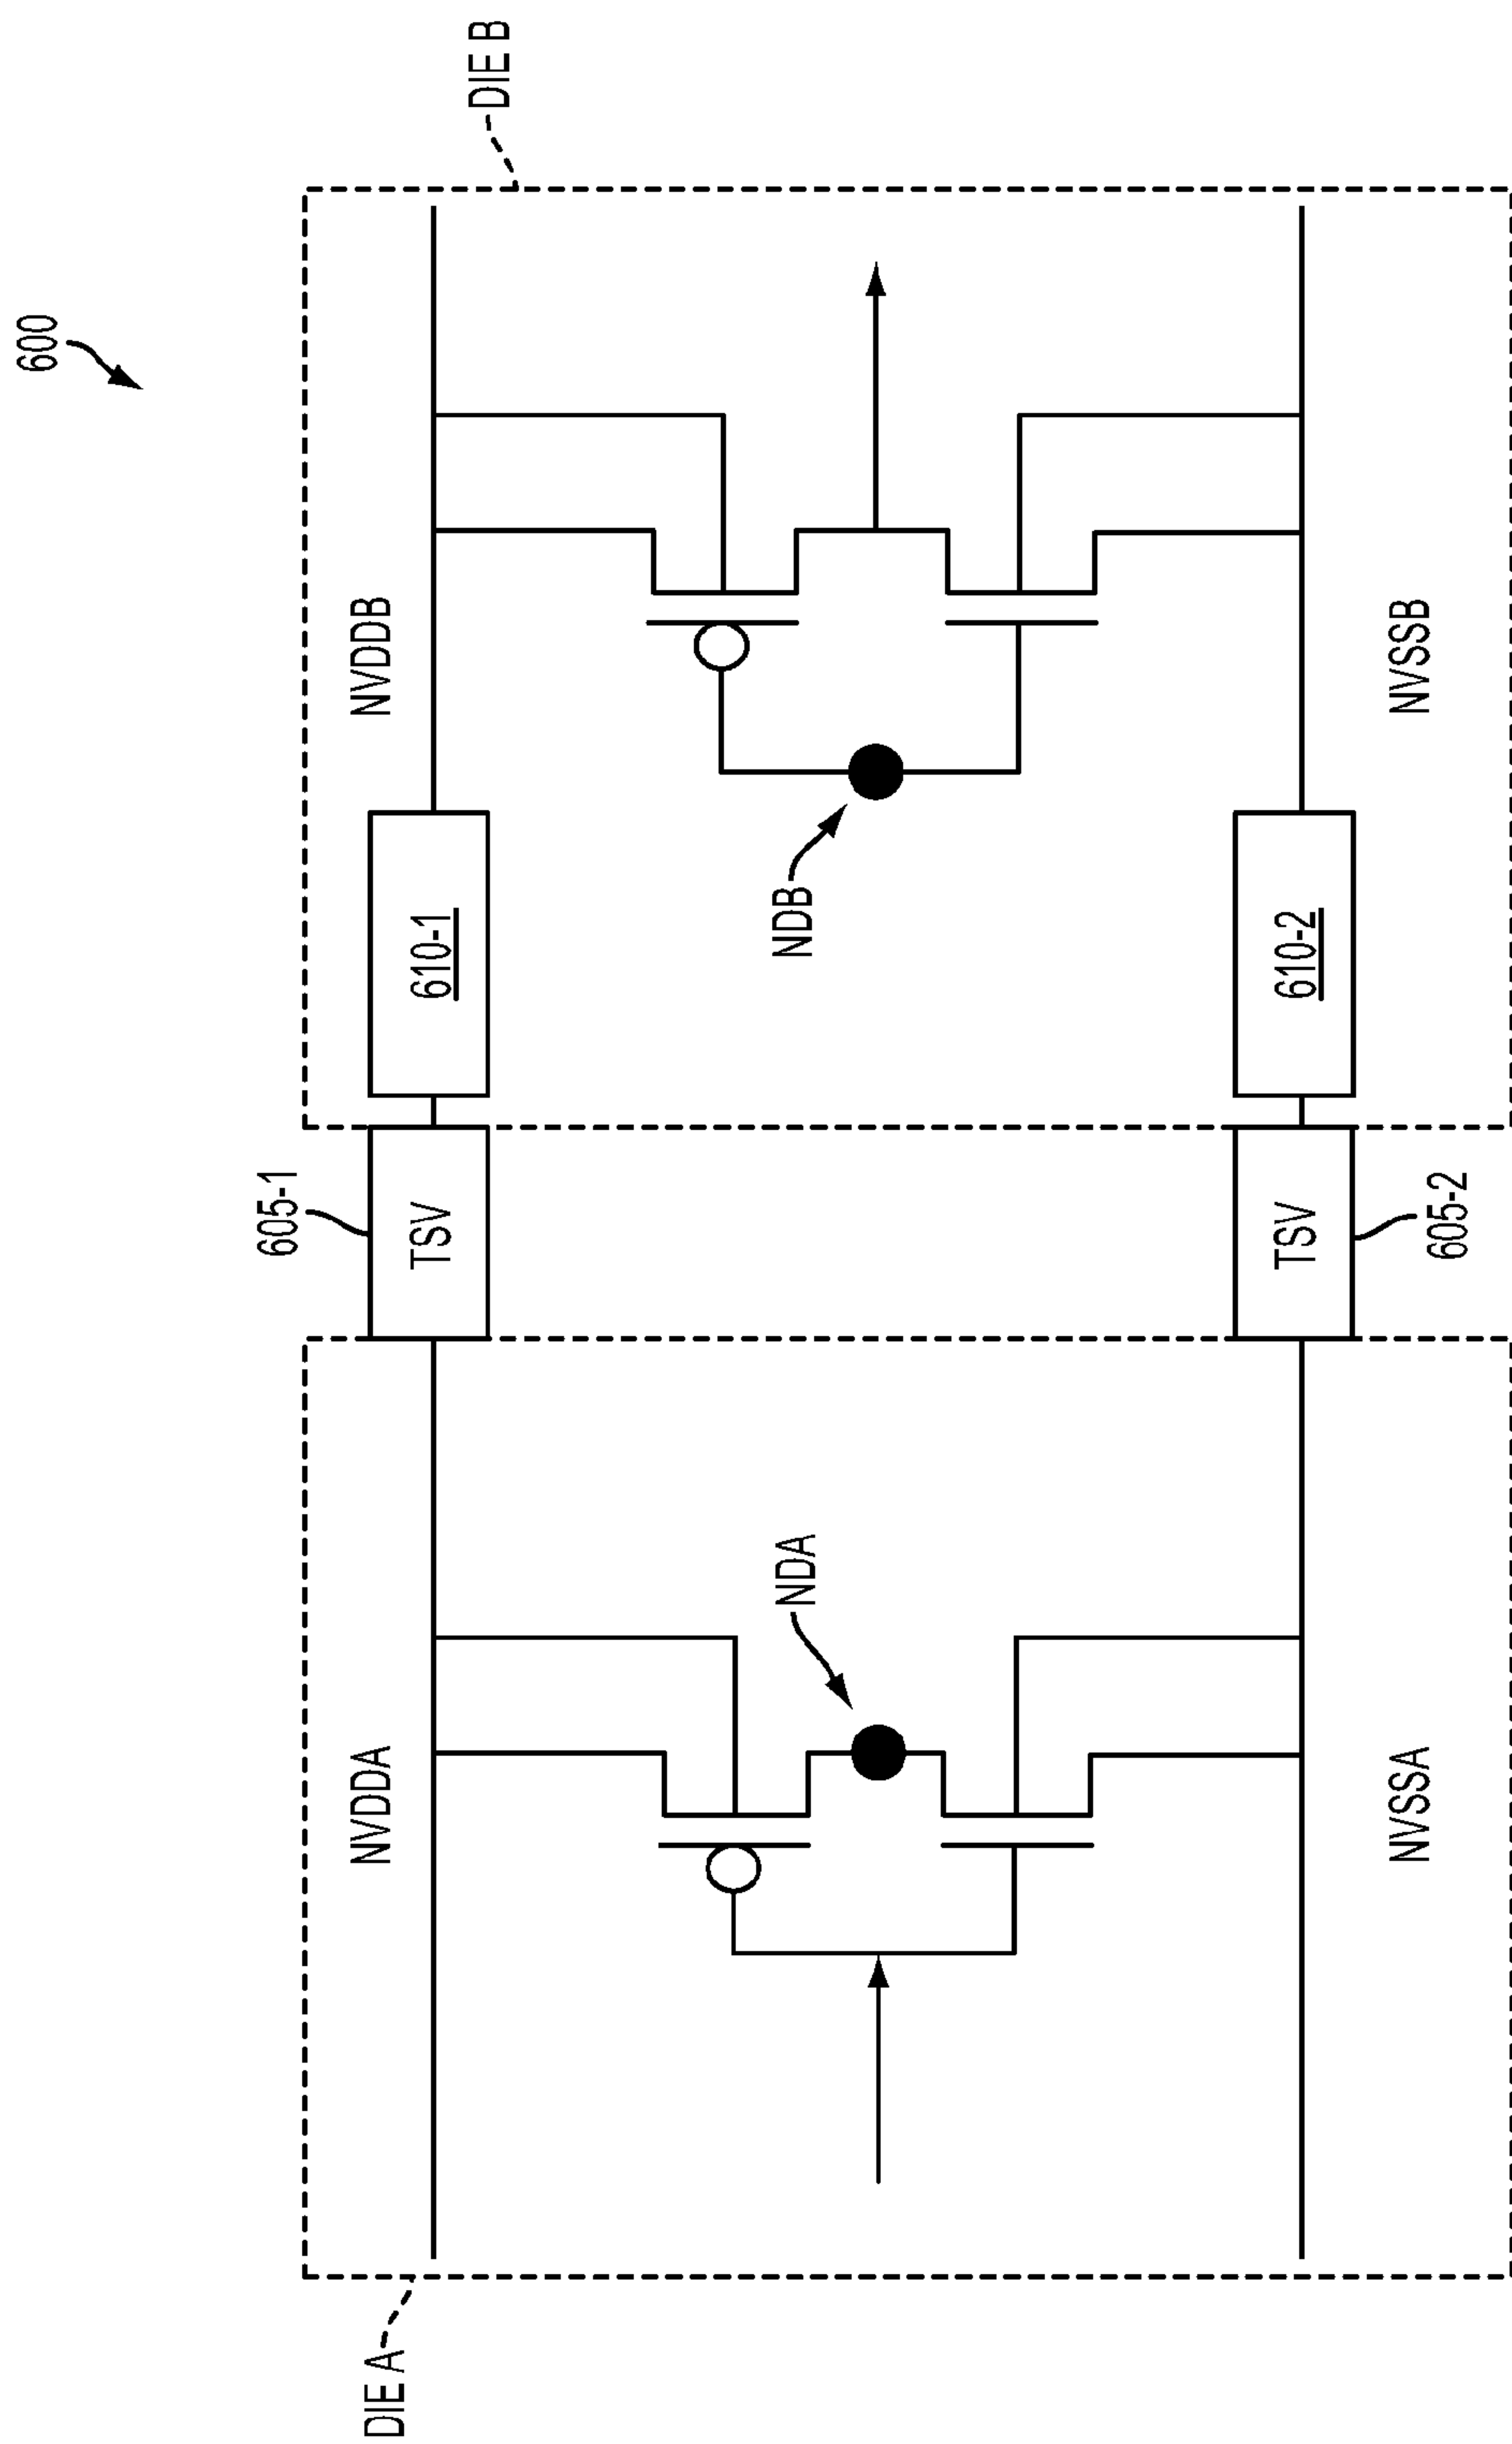 600
DIE A
DIE B
NVDDA
NVDDB
605-1
TSV
610-1
NDA
NDB
TSV
610-2
605-2
NVSSA
NVSSB